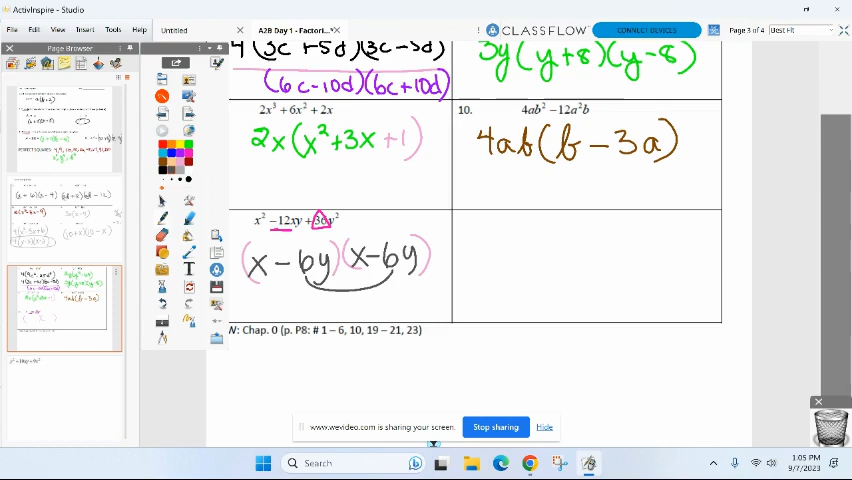 ActivInspire - Studio
File Edit View Insert Tools Help
Untitled
A2B Day 1 - Factori...*
CLASSFLOW
CONNECT DEVICES
Page 3 of 4
Best Fit
Page Browser
4(3c+5d)(3c-5d)
3y(y+8)(y-8)
(6c-10d)(6c+10d)
2x³ + 6x² + 2x
10. 4ab² -12a²b
2x(x²+3x+1)
4ab(b-3a)
x² -12xy + 36y²
(x-6y)(x-6y)
W: Chap. 0 (p. P8: # 1 – 6, 10, 19 – 21, 23)
www.wevideo.com is sharing your screen.
Stop sharing
Hide
Search
1:05 PM
9/7/2023